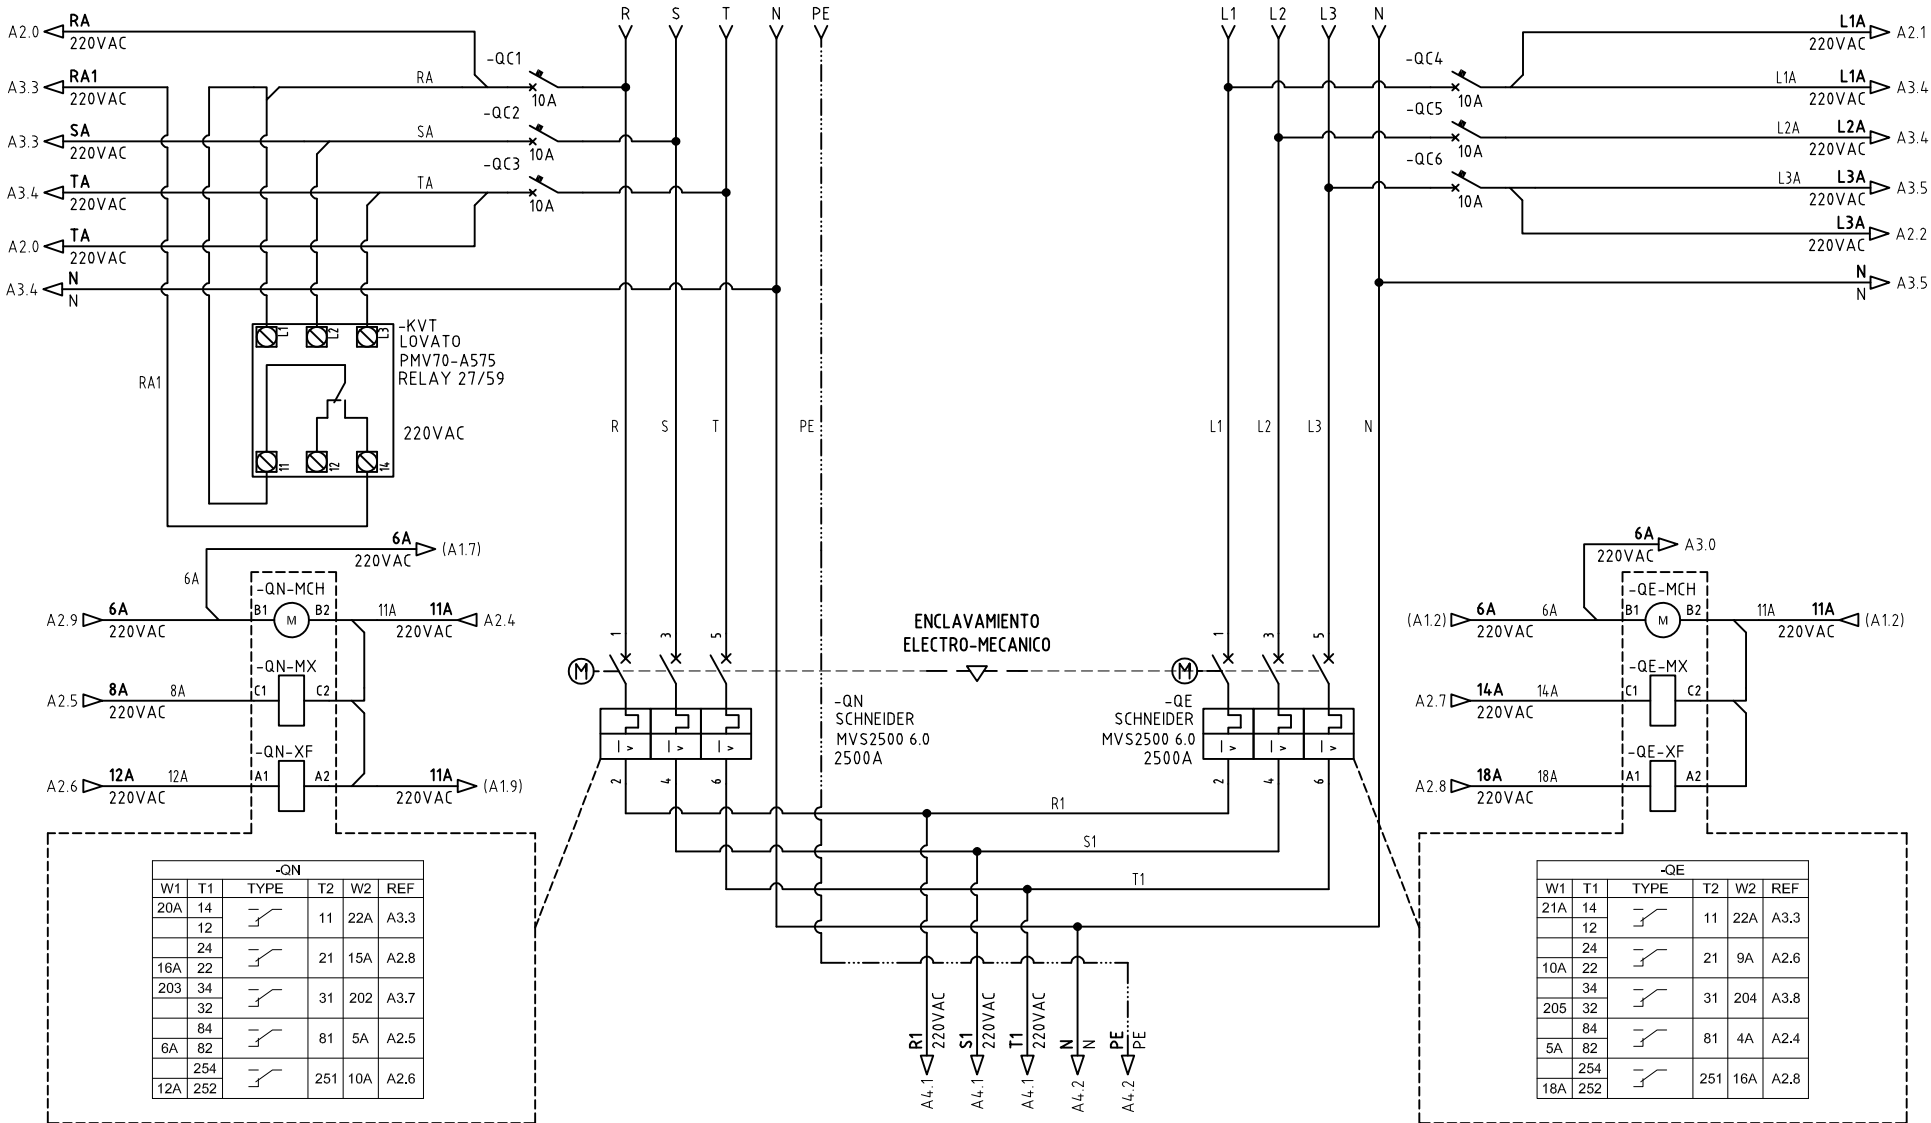 R S T N PE
L1 L2 L3 N
A2.0 RA 220VAC
A3.3 RA1 220VAC
A3.3 SA 220VAC
A3.4 TA 220VAC
A2.0 TA 220VAC
A3.4 N N
RA -QC1 10A
SA -QC2 10A
TA -QC3 10A
-QC4 10A
-QC5 10A
-QC6 10A
L1A 220VAC A2.1
L1A L1A 220VAC A3.4
L2A L2A 220VAC A3.4
L3A L3A 220VAC A3.5
L3A 220VAC A2.2
N N A3.5
L1 L2 L3
-KVT
LOVATO
PMV70-A575
RELAY 27/59
220VAC
11 12 14
RA1
R S T PE
L1 L2 L3 N
6A 220VAC (A1.7)
6A
-QN-MCH
A2.9 6A 220VAC B1 M B2 11A 11A 220VAC A2.4
-QN-MX
A2.5 8A 220VAC 8A C1 C2
-QN-XF
A2.6 12A 220VAC 12A A1 A2 11A 220VAC (A1.9)
ENCLAVAMIENTO
ELECTRO-MECANICO
M 1 3 5
M 1 3 5
-QN
SCHNEIDER
MVS2500 6.0
2500A
-QE
SCHNEIDER
MVS2500 6.0
2500A
I > I > I >
I > I > I >
2 4 6
2 4 6
6A 220VAC A3.0
-QE-MCH
(A1.2) 6A 220VAC 6A B1 M B2 11A 11A 220VAC (A1.2)
-QE-MX
A2.7 14A 220VAC 14A C1 C2
-QE-XF
A2.8 18A 220VAC 18A A1 A2
R1
S1
T1
R1 220VAC A4.1
S1 220VAC A4.1
T1 220VAC A4.1
N N A4.2
PE PE A4.2
-QN
W1 T1 TYPE T2 W2 REF
20A 14 11 22A A3.3
12
24 21 15A A2.8
16A 22
203 34 31 202 A3.7
32
84 81 5A A2.5
6A 82
254 251 10A A2.6
12A 252
-QE
W1 T1 TYPE T2 W2 REF
21A 14 11 22A A3.3
12
24 21 9A A2.6
10A 22
34 31 204 A3.8
205 32
84 81 4A A2.4
5A 82
254 251 16A A2.8
18A 252